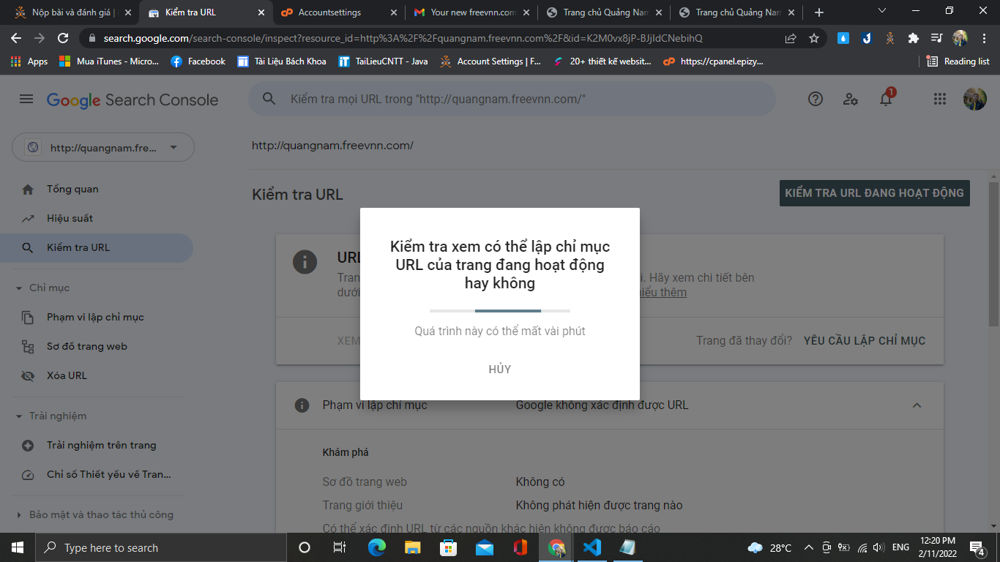 Nộp bài và đánh giá |
Kiểm tra URL
Accountsettings
Your new freevnn.com
Trang chủ Quảng Nam
Trang chủ Quảng Nam
search.google.com/search-console/inspect?resource_id=http%3A%2F%2Fquangnam.freevnn.com%2F&id=K2M0vx8jP-BJjIdCNebihQ
Apps
Mua iTunes - Micro...
Facebook
Tài Liệu Bách Khoa
TaiLieuCNTT - Java
Account Settings | F...
20+ thiết kế websit...
https://cpanel.epizy...
Reading list
Google Search Console
Kiểm tra mọi URL trong "http://quangnam.freevnn.com/"
1
http://quangnam.fre...
http://quangnam.freevnn.com/
Tổng quan
Hiệu suất
Kiểm tra URL
Chỉ mục
Phạm vi lập chỉ mục
Sơ đồ trang web
Xóa URL
Trải nghiệm
Trải nghiệm trên trang
Chỉ số Thiết yếu về Tran...
Bảo mật và thao tác thủ công
Kiểm tra URL
KIỂM TRA URL ĐANG HOẠT ĐỘNG
Kiểm tra xem có thể lập chỉ mục
URL của trang đang hoạt động
hay không
Quá trình này có thể mất vài phút
HỦY
URL
Hãy xem chi tiết bên
dưới
thêm
XEM
Trang đã thay đổi?
YÊU CẦU LẬP CHỈ MỤC
Phạm vi lập chỉ mục
Google không xác định được URL
Khám phá
Sơ đồ trang web
Không có
Trang giới thiệu
Không phát hiện được trang nào
Có thể xác định URL từ các nguồn khác hiện không được báo cáo
Type here to search
28°C
ENG
12:20 PM
2/11/2022
4